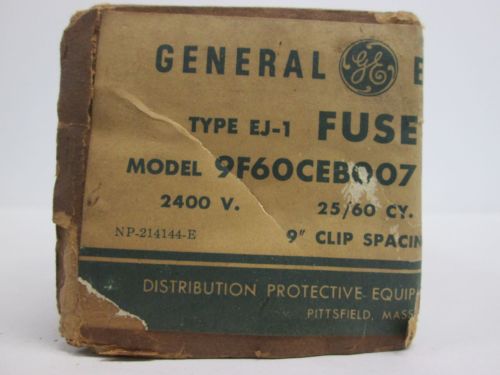 GENERAL GE E
TYPE EJ-1 FUSE
MODEL 9F60CEB007
2400 V. 25/60 CY.
NP-214144-E 9" CLIP SPACIN
DISTRIBUTION PROTECTIVE EQUIP
PITTSFIELD, MASS